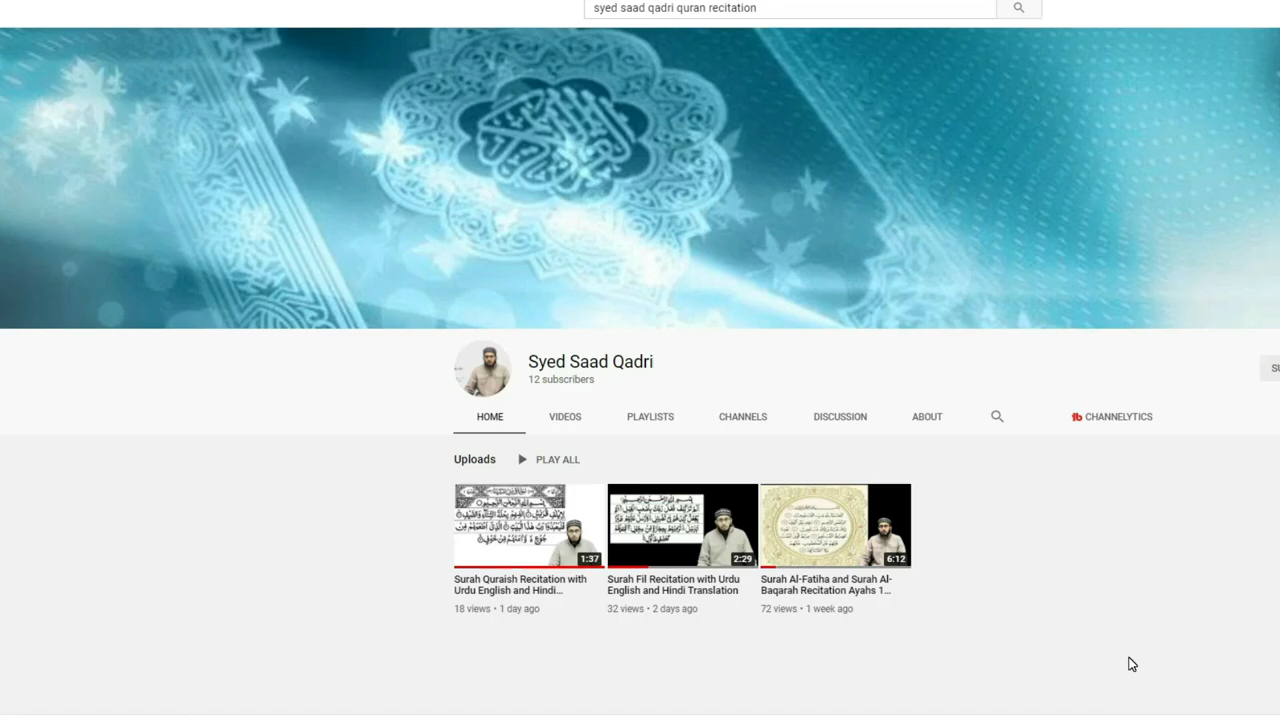 syed saad qadri quran recitation
Syed Saad Qadri
12 subscribers
HOME VIDEOS PLAYLISTS CHANNELS DISCUSSION ABOUT CHANNELYTICS
Uploads PLAY ALL
1:37 2:29 6:12
Surah Quraish Recitation with
Urdu English and Hindi...
18 views • 1 day ago
Surah Fil Recitation with Urdu
English and Hindi Translation
32 views • 2 days ago
Surah Al-Fatiha and Surah Al-
Baqarah Recitation Ayahs 1...
72 views • 1 week ago